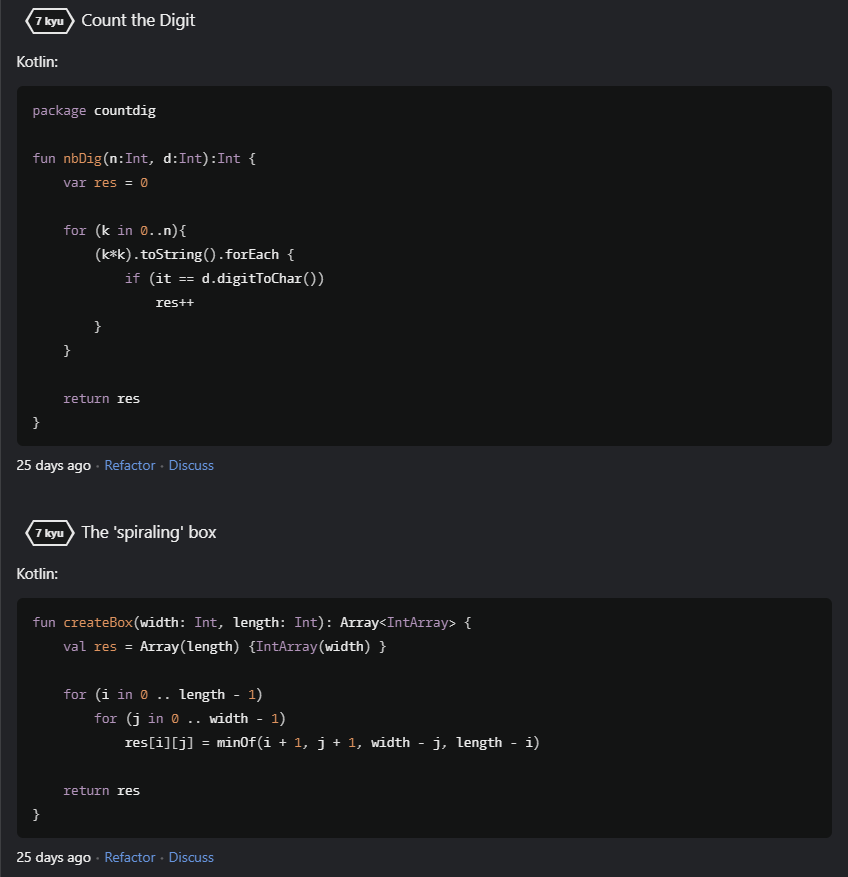 7 kyu Count the Digit
Kotlin:
package countdig
fun nbDig(n:Int, d:Int):Int {
    var res = 0
    for (k in 0..n){
        (k*k).toString().forEach {
            if (it == d.digitToChar())
                res++
        }
    }
    return res
}
25 days ago · Refactor · Discuss
7 kyu The 'spiraling' box
Kotlin:
fun createBox(width: Int, length: Int): Array<IntArray> {
    val res = Array(length) {IntArray(width) }
    for (i in 0 .. length - 1)
        for (j in 0 .. width - 1)
            res[i][j] = minOf(i + 1, j + 1, width - j, length - i)
    return res
}
25 days ago · Refactor · Discuss